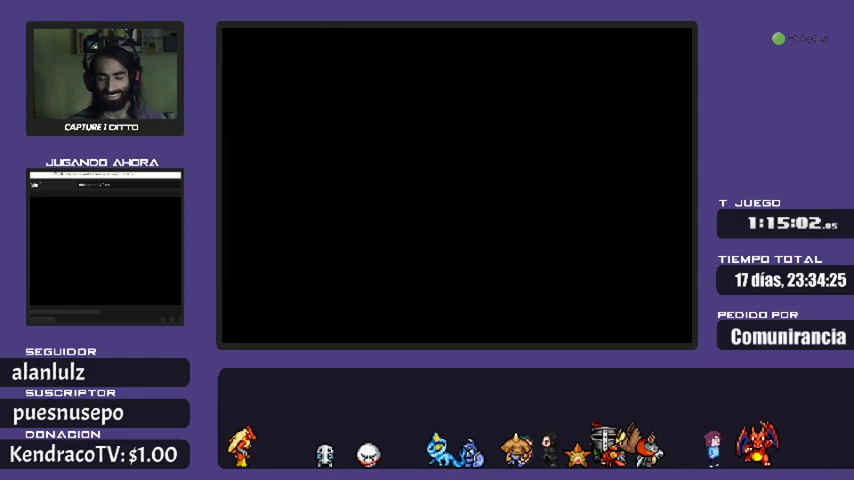 CAPTURE 1 DITTO
JUGANDO AHORA
SEGUIDOR
alanlulz
SUSCRIPTOR
puesnusepo
DONACION
KendracoTV: $1.00
T. JUEGO
1:15:02.05
TIEMPO TOTAL
17 días, 23:34:25
PEDIDO POR
Comunirancia